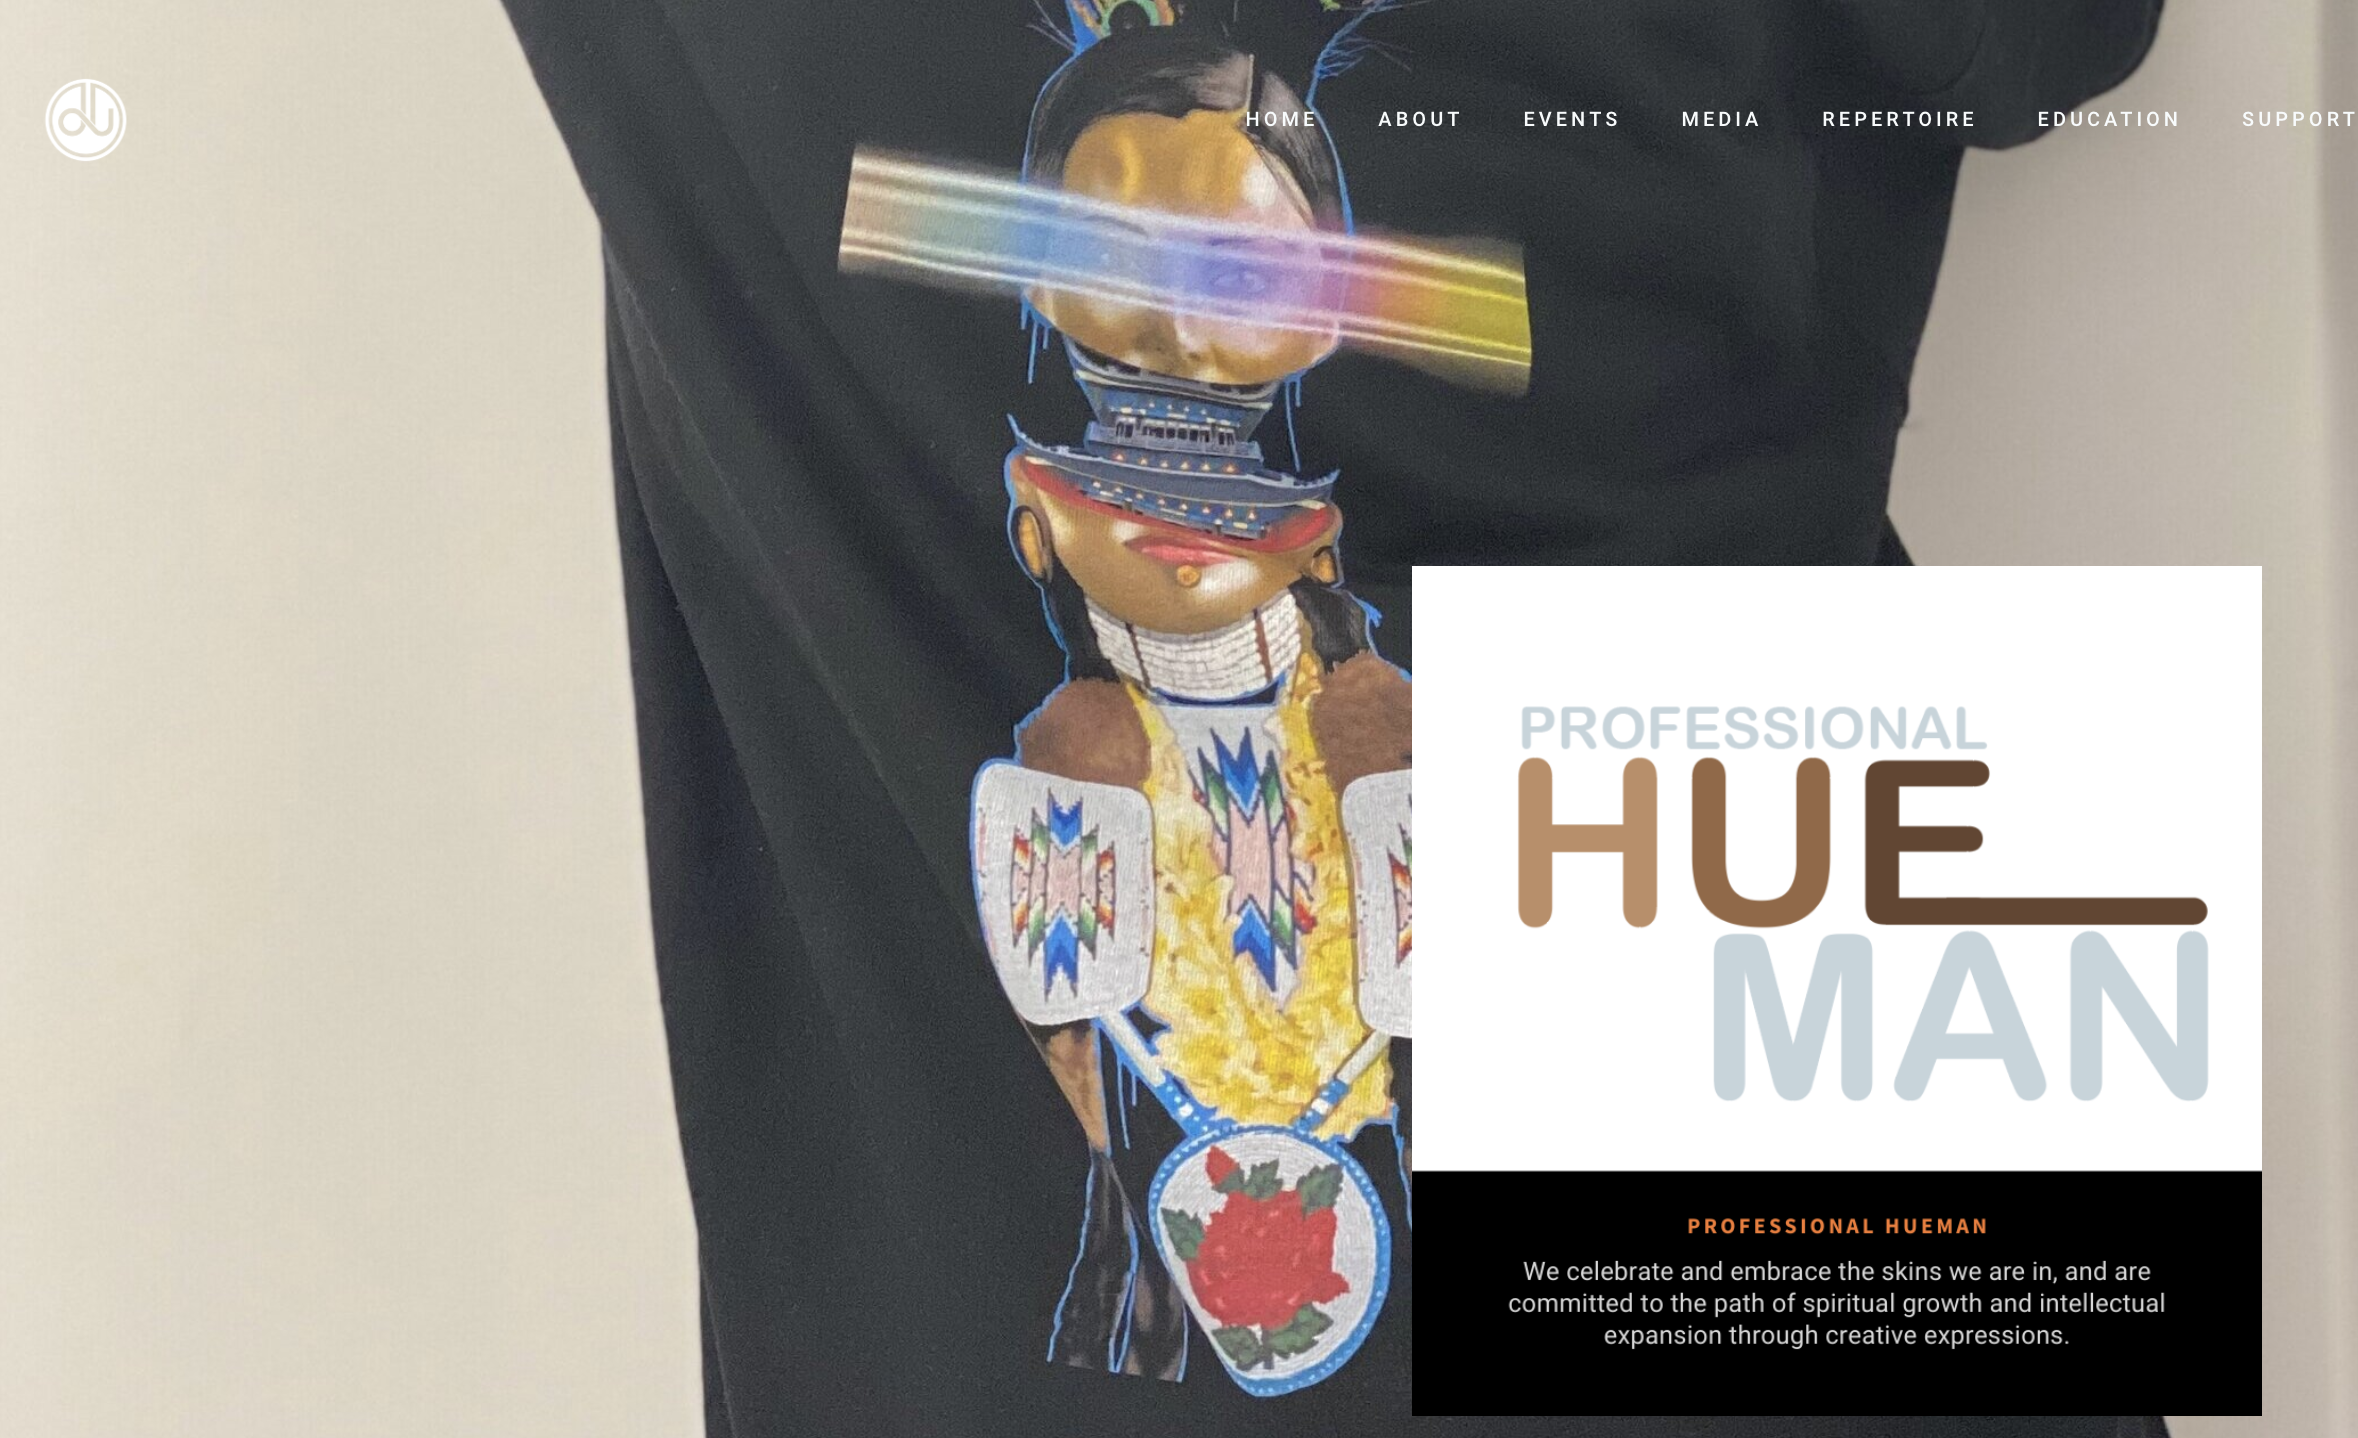 HOME ABOUT EVENTS MEDIA REPERTOIRE EDUCATION SUPPORT
PROFESSIONAL
HUE
MAN
PROFESSIONAL HUEMAN
We celebrate and embrace the skins we are in, and are
committed to the path of spiritual growth and intellectual
expansion through creative expressions.